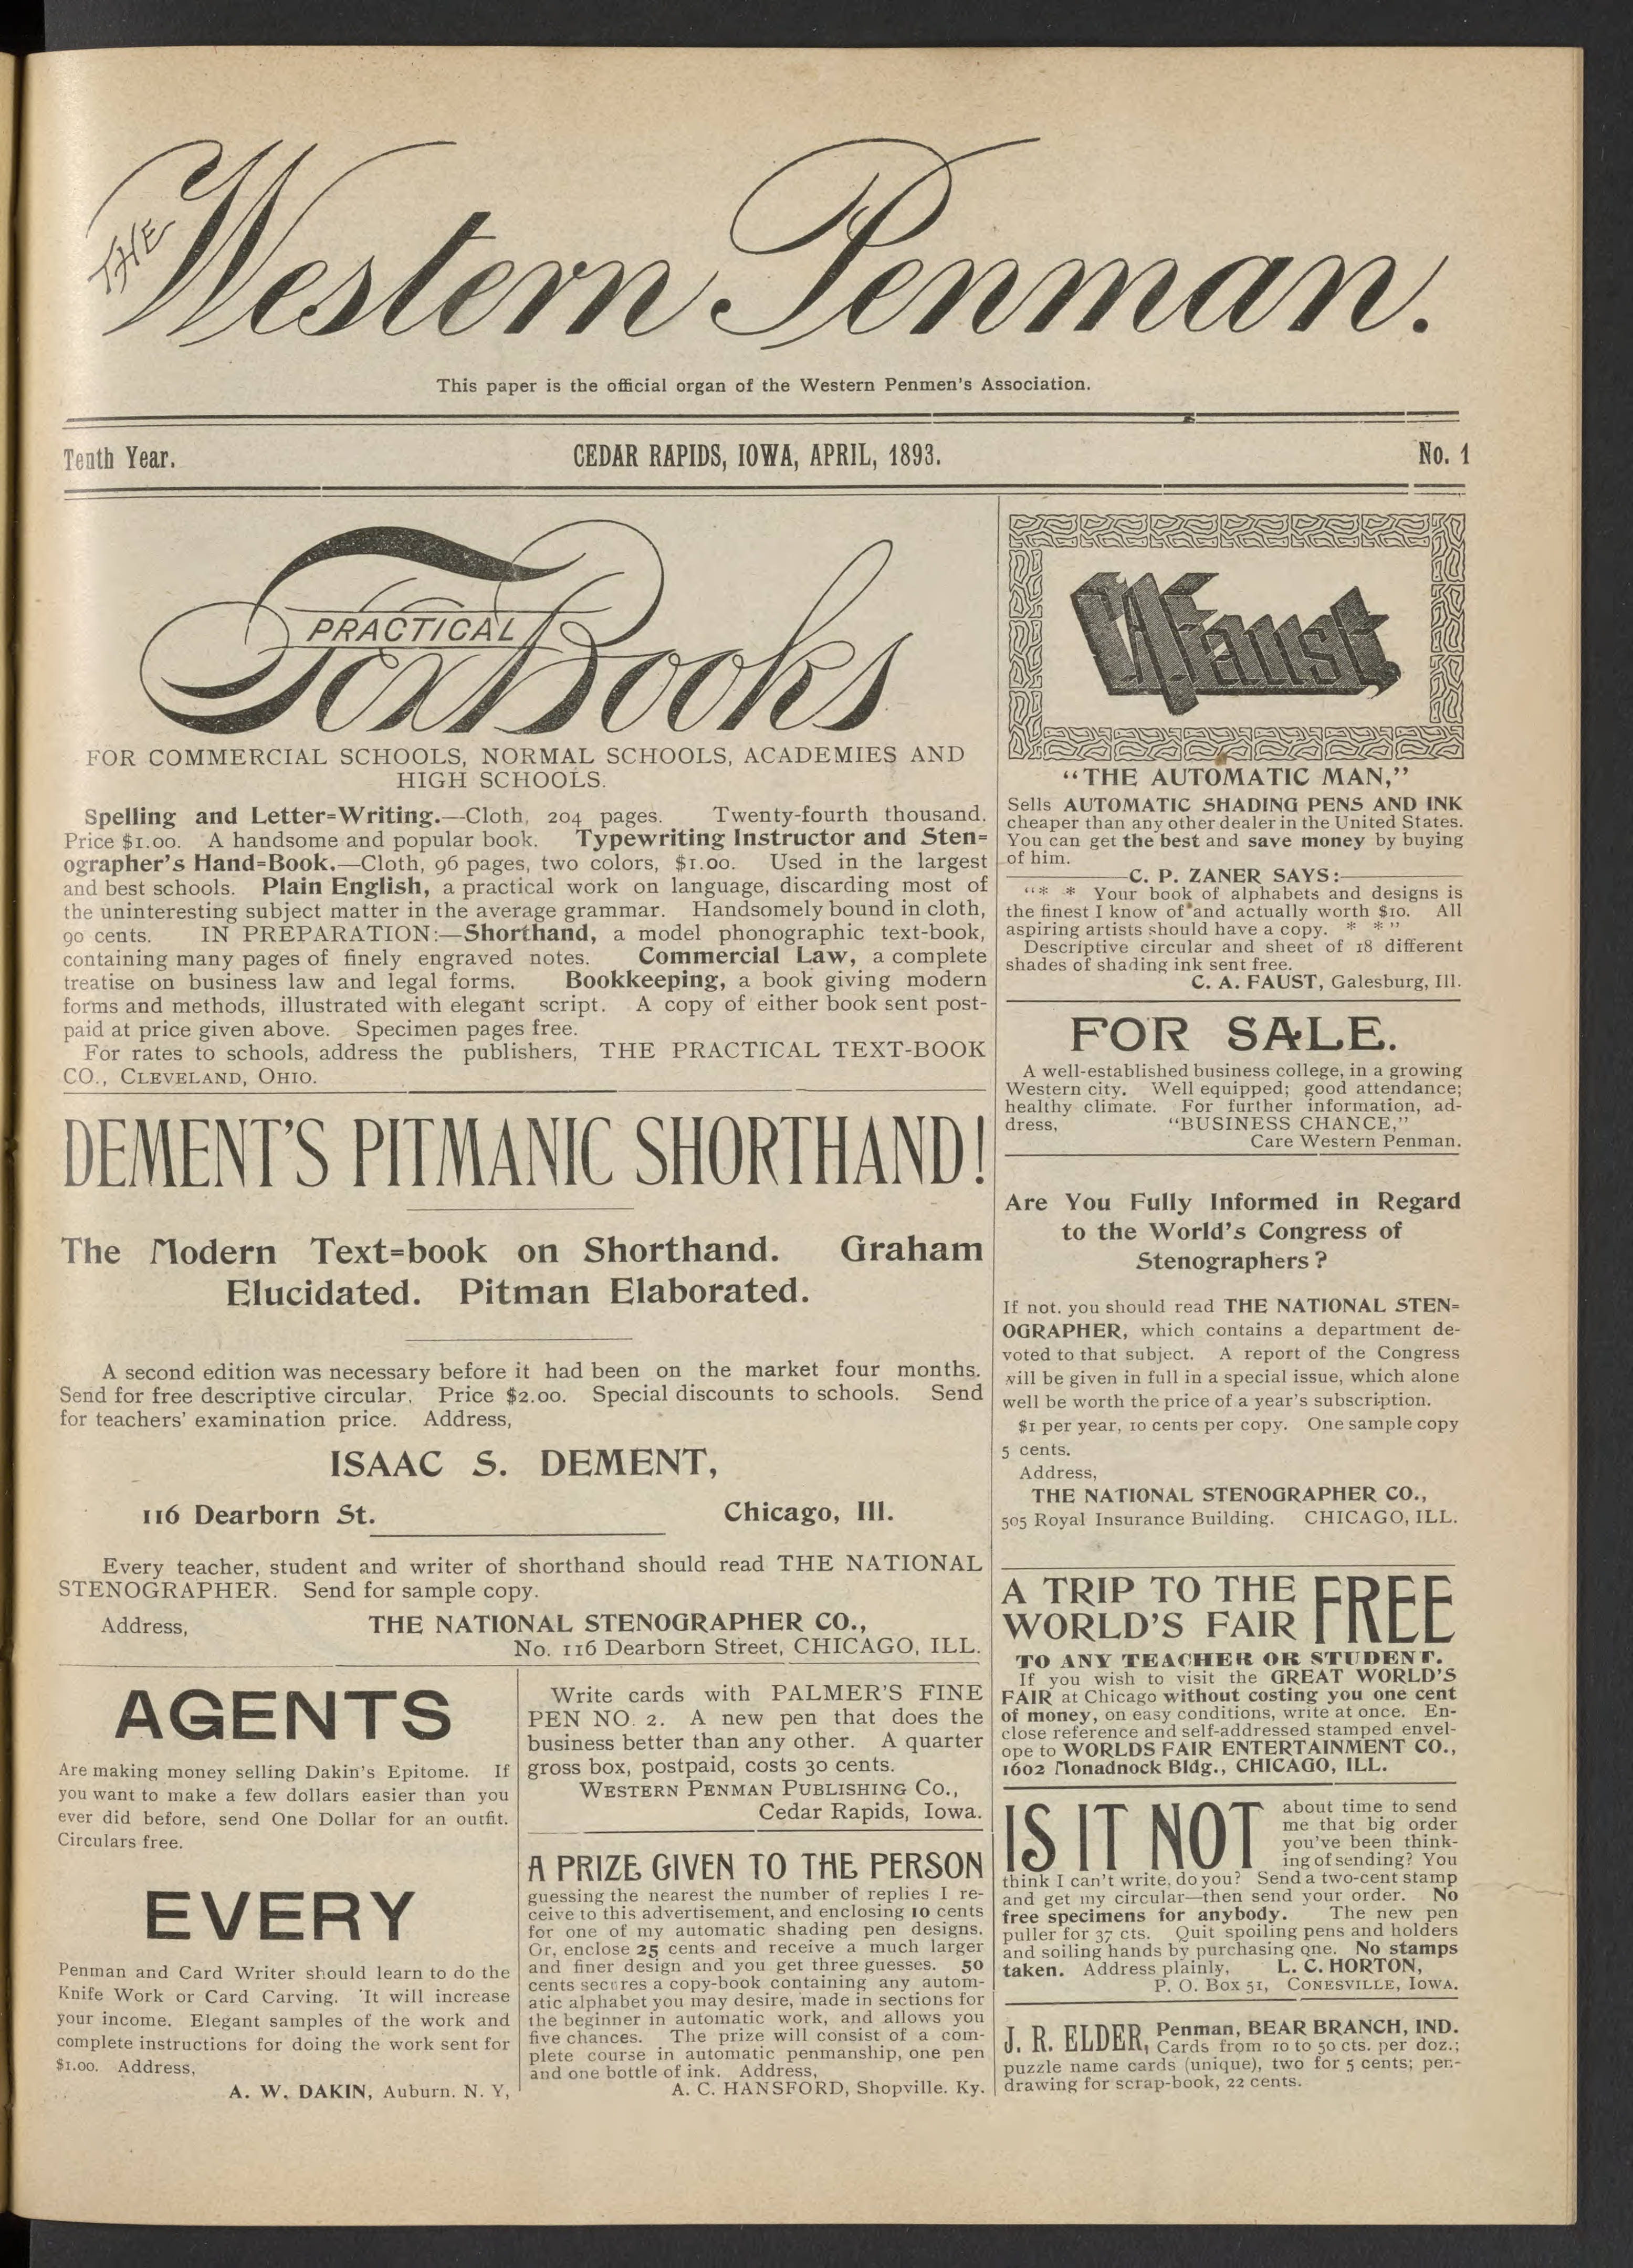 THE Western Penman.
This paper is the official organ of the Western Penmen's Association.
Tenth Year. CEDAR RAPIDS, IOWA, APRIL, 1893. No. 1
PRACTICAL
Text Books
FOR COMMERCIAL SCHOOLS, NORMAL SCHOOLS, ACADEMIES AND
HIGH SCHOOLS.
Spelling and Letter=Writing.—Cloth, 204 pages. Twenty-fourth thousand.
Price $1.00. A handsome and popular book. Typewriting Instructor and Sten=
ographer's Hand=Book.—Cloth, 96 pages, two colors, $1.00. Used in the largest
and best schools. Plain English, a practical work on language, discarding most of
the uninteresting subject matter in the average grammar. Handsomely bound in cloth,
90 cents. IN PREPARATION:—Shorthand, a model phonographic text-book,
containing many pages of finely engraved notes. Commercial Law, a complete
treatise on business law and legal forms. Bookkeeping, a book giving modern
forms and methods, illustrated with elegant script. A copy of either book sent post-
paid at price given above. Specimen pages free.
For rates to schools, address the publishers, THE PRACTICAL TEXT-BOOK
CO., CLEVELAND, OHIO.
DEMENT'S PITMANIC SHORTHAND!
The Modern Text=book on Shorthand. Graham
Elucidated. Pitman Elaborated.
A second edition was necessary before it had been on the market four months.
Send for free descriptive circular. Price $2.00. Special discounts to schools. Send
for teachers' examination price. Address,
ISAAC S. DEMENT,
116 Dearborn St. Chicago, Ill.
Every teacher, student and writer of shorthand should read THE NATIONAL
STENOGRAPHER. Send for sample copy.
Address, THE NATIONAL STENOGRAPHER CO.,
No. 116 Dearborn Street, CHICAGO, ILL.
AGENTS
Are making money selling Dakin's Epitome. If
you want to make a few dollars easier than you
ever did before, send One Dollar for an outfit.
Circulars free.
EVERY
Penman and Card Writer should learn to do the
Knife Work or Card Carving. It will increase
your income. Elegant samples of the work and
complete instructions for doing the work sent for
$1.00. Address,
A. W. DAKIN, Auburn. N. Y,
Write cards with PALMER'S FINE
PEN NO. 2. A new pen that does the
business better than any other. A quarter
gross box, postpaid, costs 30 cents.
WESTERN PENMAN PUBLISHING CO.,
Cedar Rapids, Iowa.
A PRIZE GIVEN TO THE PERSON
guessing the nearest the number of replies I re-
ceive to this advertisement, and enclosing 10 cents
for one of my automatic shading pen designs.
Or, enclose 25 cents and receive a much larger
and finer design and you get three guesses. 50
cents secures a copy-book containing any autom-
atic alphabet you may desire, made in sections for
the beginner in automatic work, and allows you
five chances. The prize will consist of a com-
plete course in automatic penmanship, one pen
and one bottle of ink. Address,
A. C. HANSFORD, Shopville. Ky.
CAFaust
"THE AUTOMATIC MAN,"
Sells AUTOMATIC SHADING PENS AND INK
cheaper than any other dealer in the United States.
You can get the best and save money by buying
of him.
C. P. ZANER SAYS:
"* * Your book of alphabets and designs is
the finest I know of and actually worth $10. All
aspiring artists should have a copy. * *"
Descriptive circular and sheet of 18 different
shades of shading ink sent free.
C. A. FAUST, Galesburg, Ill.
FOR SALE.
A well-established business college, in a growing
Western city. Well equipped; good attendance;
healthy climate. For further information, ad-
dress, "BUSINESS CHANCE,"
Care Western Penman.
Are You Fully Informed in Regard
to the World's Congress of
Stenographers?
If not. you should read THE NATIONAL STEN=
OGRAPHER, which contains a department de-
voted to that subject. A report of the Congress
will be given in full in a special issue, which alone
well be worth the price of a year's subscription.
$1 per year, 10 cents per copy. One sample copy
5 cents.
Address,
THE NATIONAL STENOGRAPHER CO.,
505 Royal Insurance Building. CHICAGO, ILL.
A TRIP TO THE
WORLD'S FAIR FREE
TO ANY TEACHER OR STUDENT.
If you wish to visit the GREAT WORLD'S
FAIR at Chicago without costing you one cent
of money, on easy conditions, write at once. En-
close reference and self-addressed stamped envel-
ope to WORLDS FAIR ENTERTAINMENT CO.,
1602 Monadnock Bldg., CHICAGO, ILL.
IS IT NOT about time to send
me that big order
you've been think-
ing of sending? You
think I can't write, do you? Send a two-cent stamp
and get my circular—then send your order. No
free specimens for anybody. The new pen
puller for 37 cts. Quit spoiling pens and holders
and soiling hands by purchasing one. No stamps
taken. Address plainly, L. C. HORTON,
P. O. Box 51, CONESVILLE, IOWA.
J. R. ELDER, Penman, BEAR BRANCH, IND.
Cards from 10 to 50 cts. per doz.;
puzzle name cards (unique), two for 5 cents; pen-
drawing for scrap-book, 22 cents.